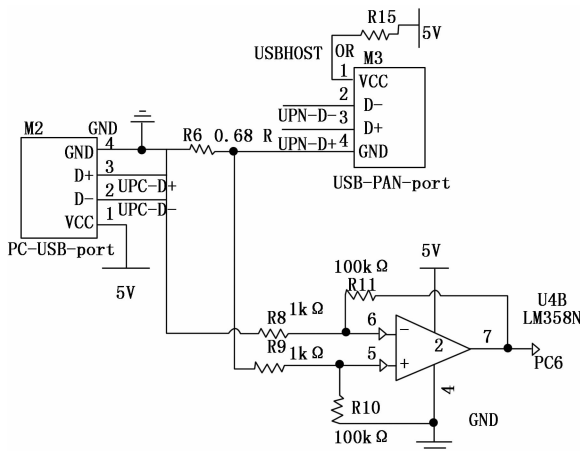 R15
5V
USBHOST
OR
M3
1
VCC
2
D-
UPN-D-
3
D+
UPN-D+
4
GND
USB-PAN-port
M2
GND
R6 0.68 R
GND
4
D+
3
UPC-D+
D-
2
UPC-D-
VCC
1
PC-USB-port
5V
100kΩ
R11
5V
U4B
LM358N
R8
1kΩ
6
-
2
7
PC6
R9
1kΩ
5
+
4
R10
100kΩ
GND